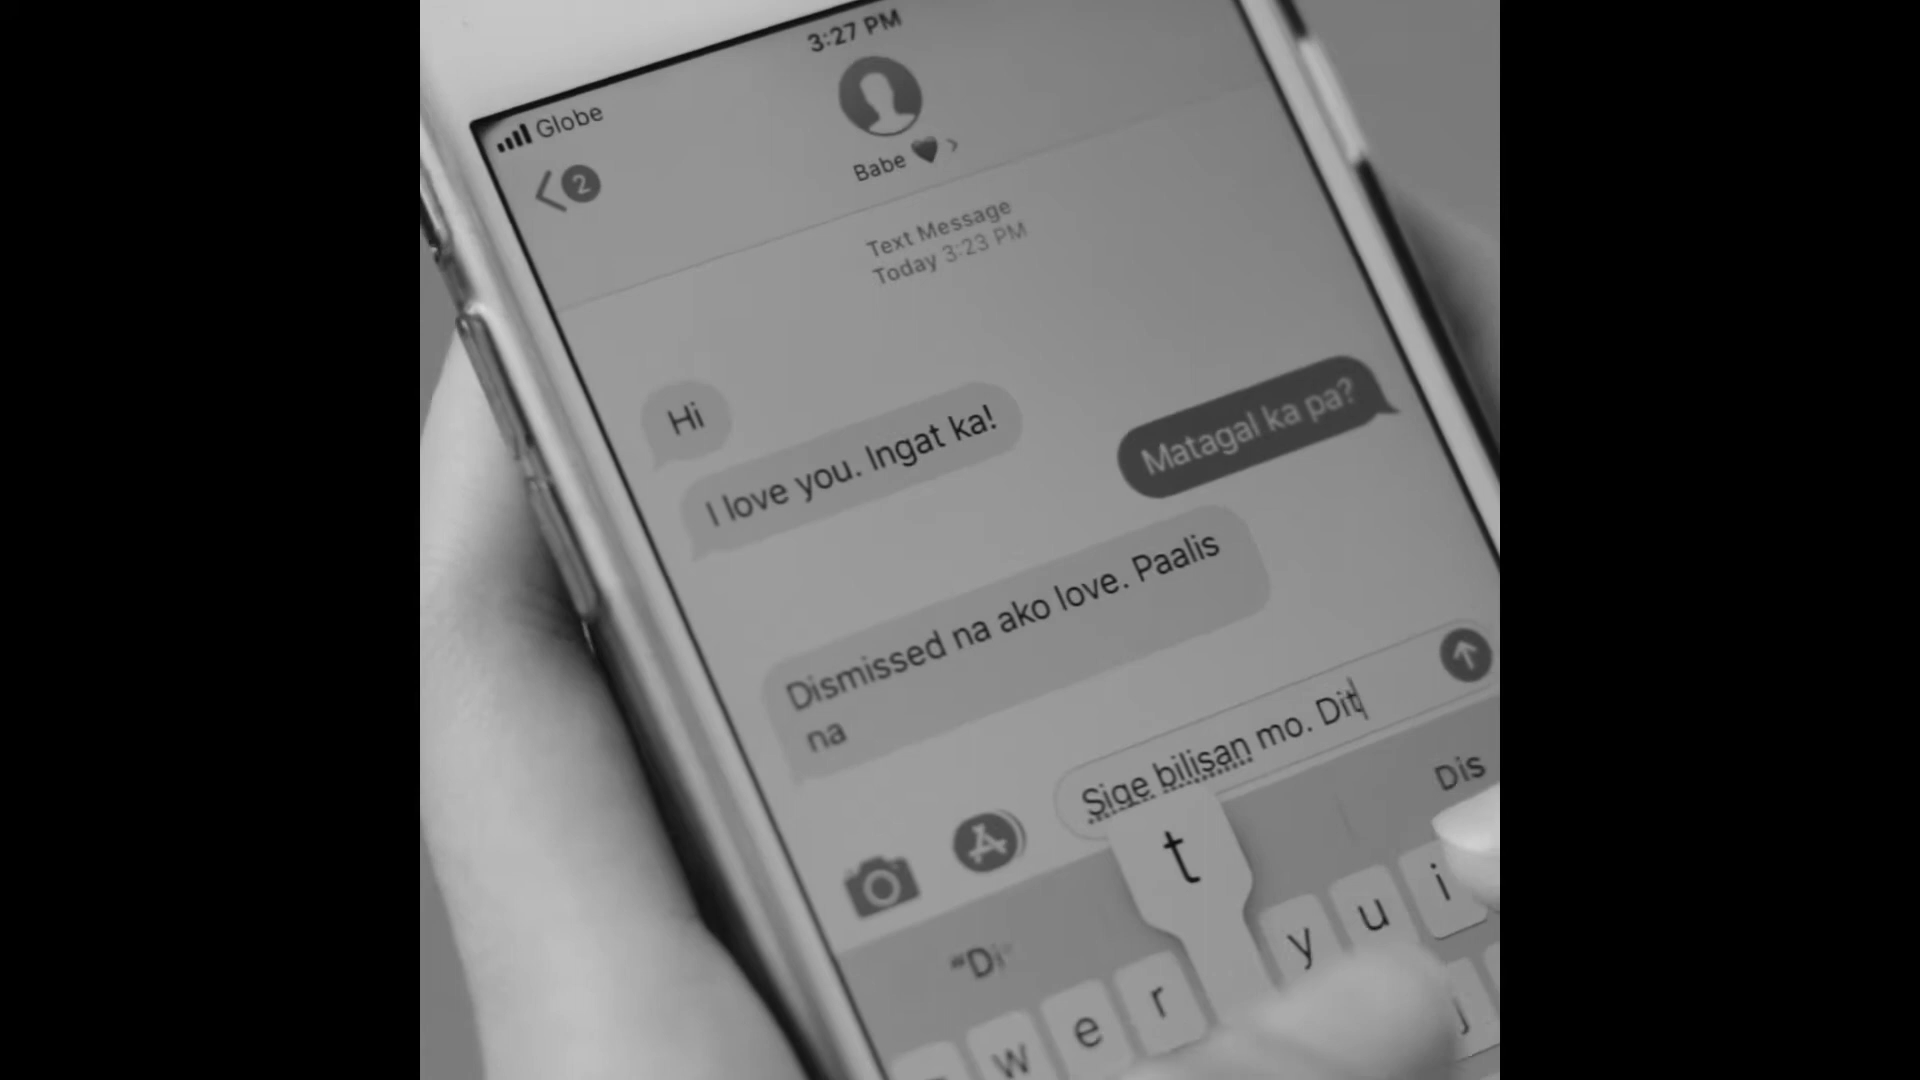 3:27 PM
Globe
2
Babe 🖤 >
Text Message
Today 3:23 PM
Hi
I love you. Ingat ka!
Matagal ka pa?
Dismissed na ako love. Paalis
na
Sige bilisan mo. Dit
"Di" Dis
t
w e r y u i
j